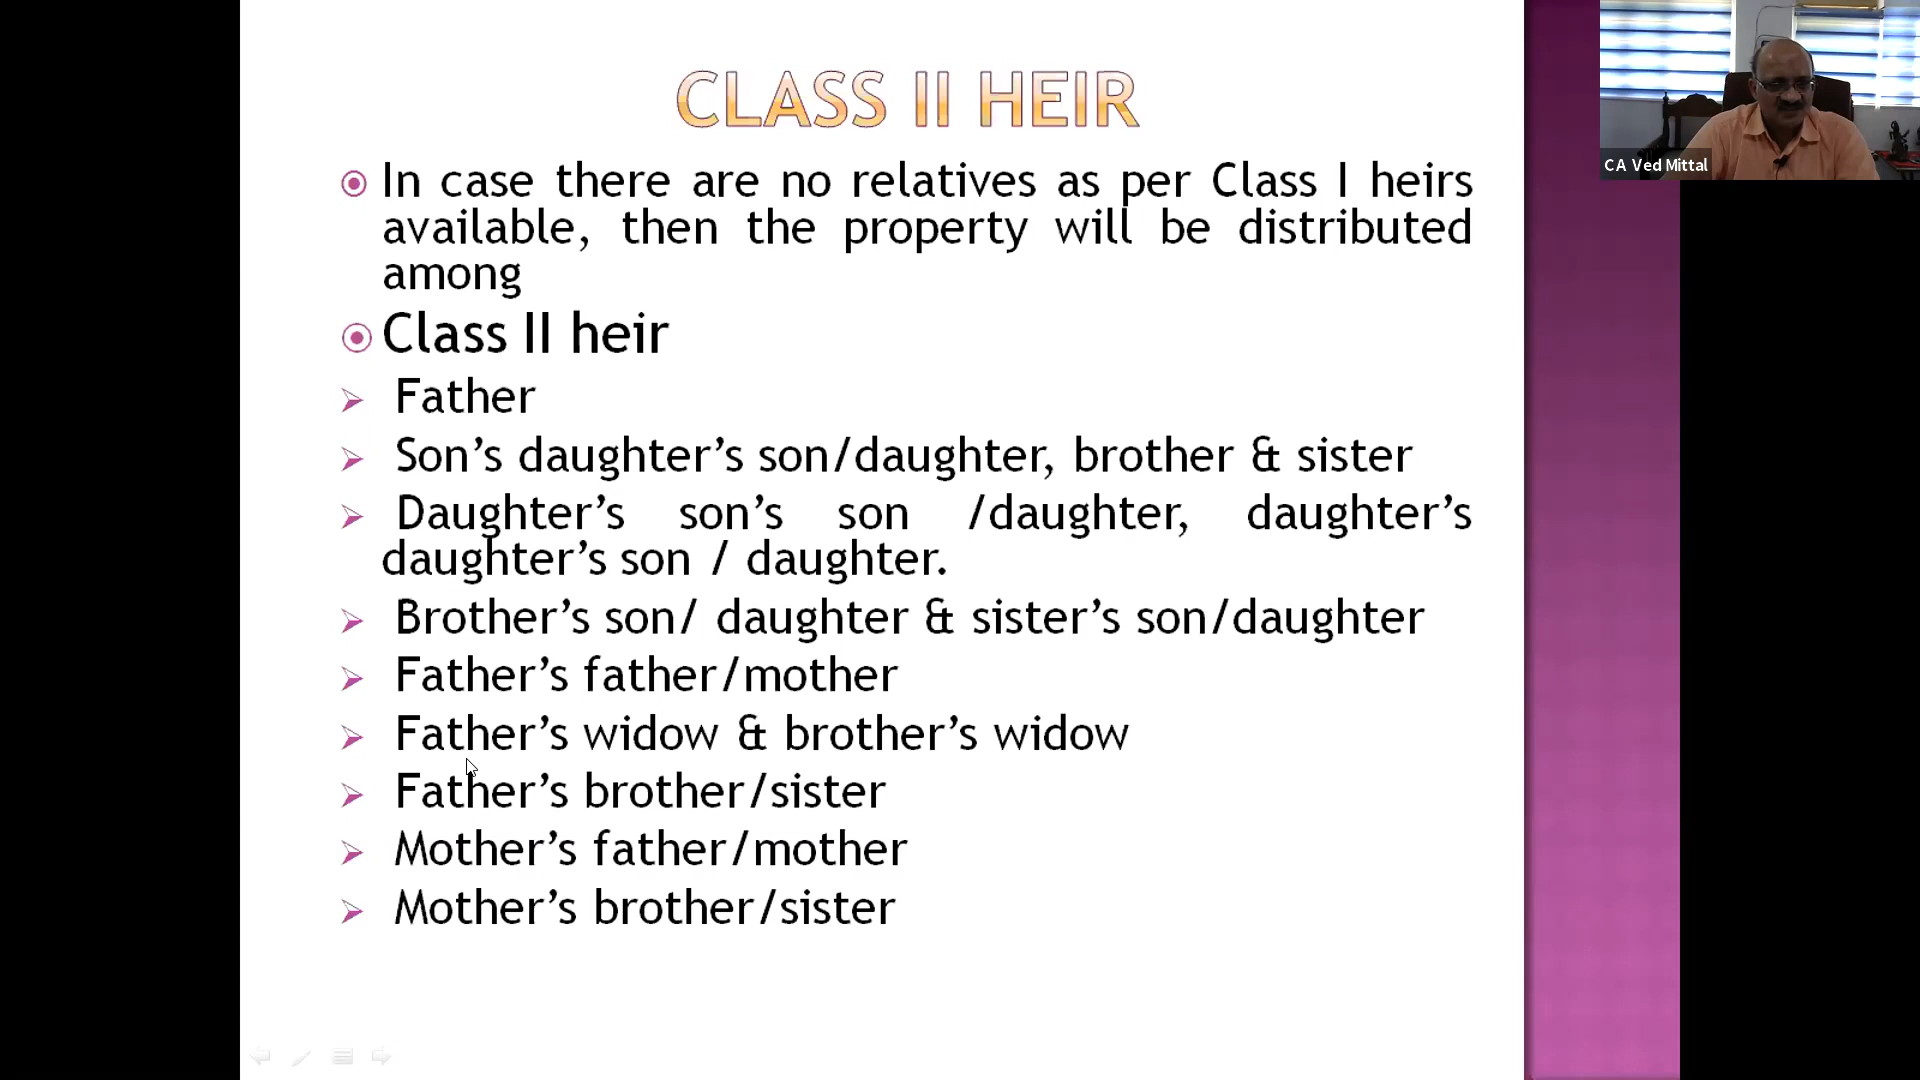 CLASS II HEIR
In case there are no relatives as per Class I heirs
available, then the property will be distributed
among
Class II heir
Father
Son’s daughter’s son/daughter, brother & sister
Daughter’s son’s son /daughter, daughter’s
daughter’s son / daughter.
Brother’s son/ daughter & sister’s son/daughter
Father’s father/mother
Father’s widow & brother’s widow
Father’s brother/sister
Mother’s father/mother
Mother’s brother/sister
CA Ved Mittal